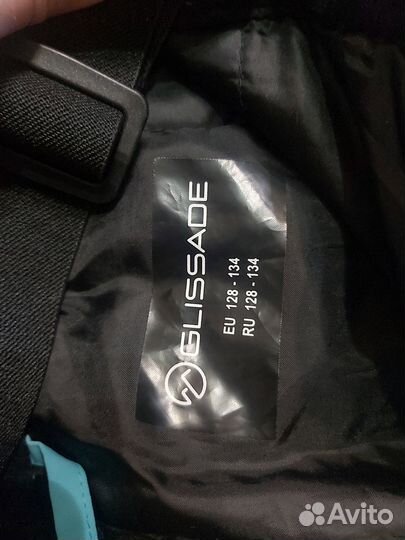 GLISSADE
EU 128 - 134
RU 128 - 134
Avito